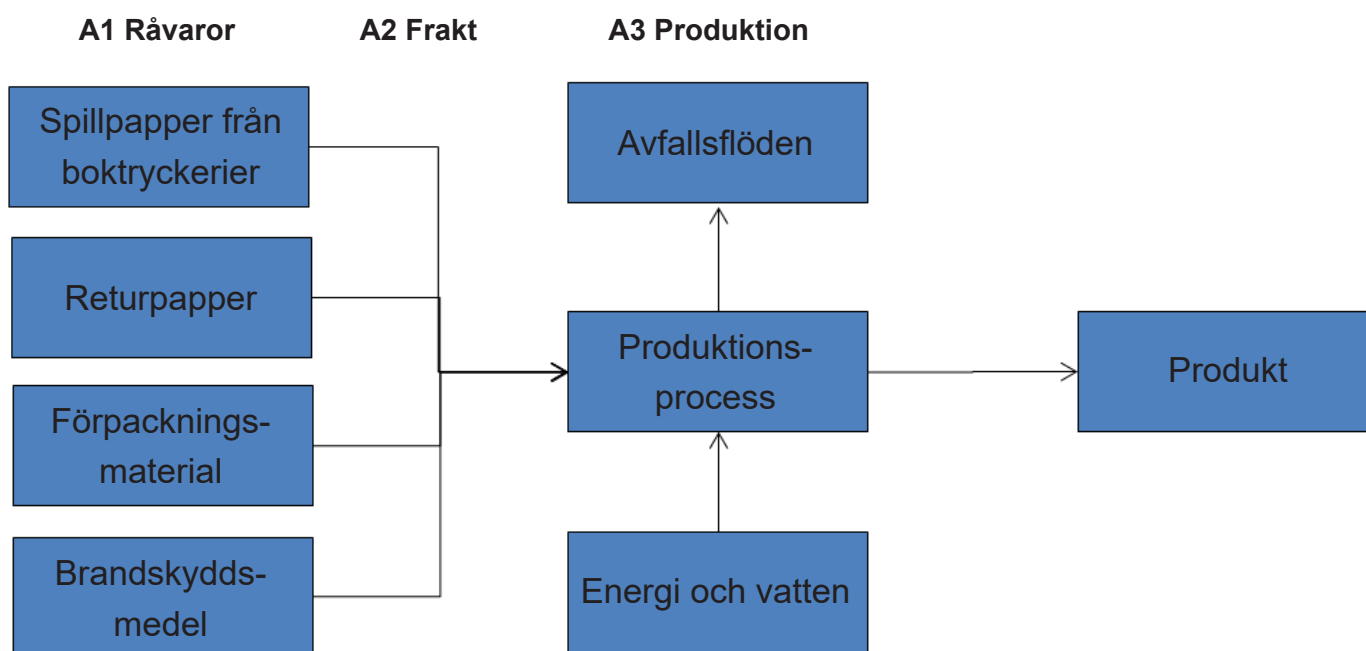 A1 Råvaror
A2 Frakt
A3 Produktion
Spillpapper från
boktryckerier
Returpapper
Förpacknings-
material
Brandskydds-
medel
Avfallsflöden
Produktions-
process
Energi och vatten
Produkt